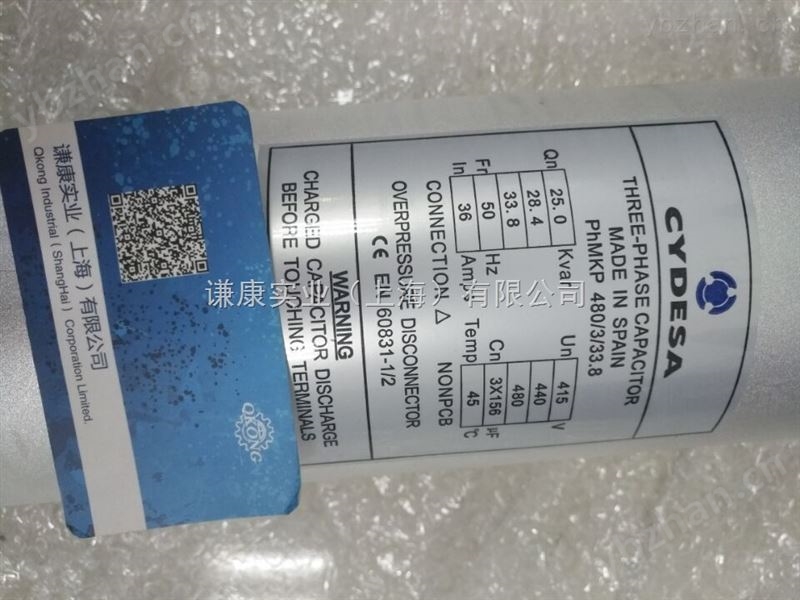 CYDESA
THREE-PHASE CAPACITOR
MADE IN SPAIN
PhMKP 480/3/33.8
Qn 25.0 Kvar Un 415 V
28.4 440
33.8 480
Fr 50 Hz Cn 3X156 μF
In 36 Amps Temp 45 ℃
CONNECTION △ NONPCB
OVERPRESSURE DISCONNECTOR
CE EN 60831-1/2
WARNING
CHARGED CAPACITOR DISCHARGE
BEFORE TOUCHING TERMINALS
谦康实业（上海）有限公司
Qkong Industrial ( ShangHai ) Corporation Limited.
QKONG
谦康实业（上海）有限公司